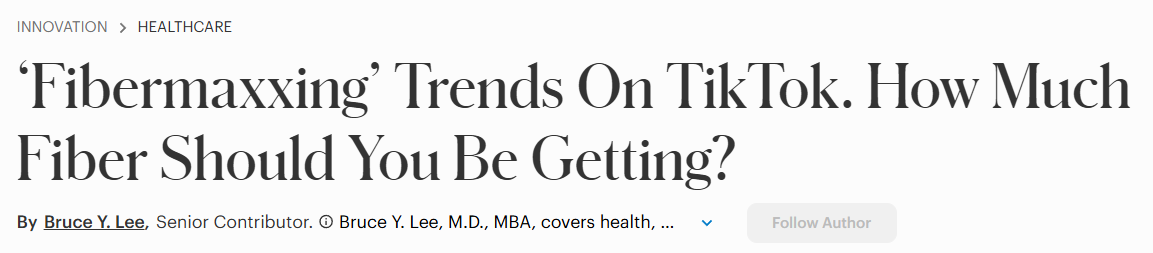 INNOVATION > HEALTHCARE
‘Fibermaxxing’ Trends On TikTok. How Much
Fiber Should You Be Getting?
By Bruce Y. Lee, Senior Contributor. Bruce Y. Lee, M.D., MBA, covers health, ... Follow Author